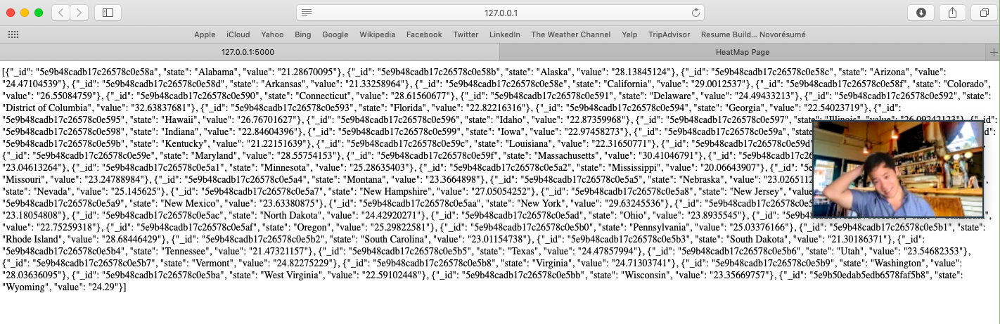 127.0.0.1
Apple iCloud Yahoo Bing Google Wikipedia Facebook Twitter LinkedIn The Weather Channel Yelp TripAdvisor Resume Build... Novorésumé
127.0.0.1:5000 HeatMap Page
[{"_id": "5e9b48cadb17c26578c0e58a", "state": "Alabama", "value": "21.28670095"}, {"_id": "5e9b48cadb17c26578c0e58b", "state": "Alaska", "value": "28.13845124"}, {"_id": "5e9b48cadb17c26578c0e58c", "state": "Arizona", "value":
"24.47104539"}, {"_id": "5e9b48cadb17c26578c0e58d", "state": "Arkansas", "value": "21.33258964"}, {"_id": "5e9b48cadb17c26578c0e58e", "state": "California", "value": "29.0012537"}, {"_id": "5e9b48cadb17c26578c0e58f", "state": "Colorado",
"value": "26.55084759"}, {"_id": "5e9b48cadb17c26578c0e590", "state": "Connecticut", "value": "28.61560677"}, {"_id": "5e9b48cadb17c26578c0e591", "state": "Delaware", "value": "24.49433213"}, {"_id": "5e9b48cadb17c26578c0e592", "state":
"District of Columbia", "value": "32.63837681"}, {"_id": "5e9b48cadb17c26578c0e593", "state": "Florida", "value": "22.82216316"}, {"_id": "5e9b48cadb17c26578c0e594", "state": "Georgia", "value": "22.54023719"}, {"_id":
"5e9b48cadb17c26578c0e595", "state": "Hawaii", "value": "26.76701627"}, {"_id": "5e9b48cadb17c26578c0e596", "state": "Idaho", "value": "22.87359968"}, {"_id": "5e9b48cadb17c26578c0e597", "state": "Illinois", "value": "26.09242123"}, {"_id":
"5e9b48cadb17c26578c0e598", "state": "Indiana", "value": "22.84604396"}, {"_id": "5e9b48cadb17c26578c0e599", "state": "Iowa", "value": "22.97458273"}, {"_id": "5e9b48cadb17c26578c0e59a", "state":
"5e9b48cadb17c26578c0e59b", "state": "Kentucky", "value": "21.22151639"}, {"_id": "5e9b48cadb17c26578c0e59c", "state": "Louisiana", "value": "22.31650771"}, {"_id": "5e9b48cadb17c26578c0e59d"
{"_id": "5e9b48cadb17c26578c0e59e", "state": "Maryland", "value": "28.55754153"}, {"_id": "5e9b48cadb17c26578c0e59f", "state": "Massachusetts", "value": "30.41046791"}, {"_id":
"23.04613264"}, {"_id": "5e9b48cadb17c26578c0e5a1", "state": "Minnesota", "value": "25.28635403"}, {"_id": "5e9b48cadb17c26578c0e5a2", "state": "Mississippi", "value": "20.06643907"}, {"_id":
"Missouri", "value": "23.24788984"}, {"_id": "5e9b48cadb17c26578c0e5a4", "state": "Montana", "value": "23.3664898"}, {"_id": "5e9b48cadb17c26578c0e5a5", "state": "Nebraska", "value":
"state": "Nevada", "value": "25.145625"}, {"_id": "5e9b48cadb17c26578c0e5a7", "state": "New Hampshire", "value": "27.05054252"}, {"_id": "5e9b48cadb17c26578c0e5a8", "state": "New Jersey",
"5e9b48cadb17c26578c0e5a9", "state": "New Mexico", "value": "23.63380875"}, {"_id": "5e9b48cadb17c26578c0e5aa", "state": "New York", "value": "29.63245536"}, {"_id":
"23.18054808"}, {"_id": "5e9b48cadb17c26578c0e5ac", "state": "North Dakota", "value": "24.42920271"}, {"_id": "5e9b48cadb17c26578c0e5ad", "state": "Ohio", "value": "23.8935545"}, {"_id":
"value": "22.75259318"}, {"_id": "5e9b48cadb17c26578c0e5af", "state": "Oregon", "value": "25.29822581"}, {"_id": "5e9b48cadb17c26578c0e5b0", "state": "Pennsylvania", "value": "25.03376166"}, {"_id": "5e9b48cadb17c26578c0e5b1", "state":
"Rhode Island", "value": "28.68446429"}, {"_id": "5e9b48cadb17c26578c0e5b2", "state": "South Carolina", "value": "23.01154738"}, {"_id": "5e9b48cadb17c26578c0e5b3", "state": "South Dakota", "value": "21.30186371"}, {"_id":
"5e9b48cadb17c26578c0e5b4", "state": "Tennessee", "value": "21.47321157"}, {"_id": "5e9b48cadb17c26578c0e5b5", "state": "Texas", "value": "24.47857994"}, {"_id": "5e9b48cadb17c26578c0e5b6", "state": "Utah", "value": "23.54682353"},
{"_id": "5e9b48cadb17c26578c0e5b7", "state": "Vermont", "value": "24.82275229"}, {"_id": "5e9b48cadb17c26578c0e5b8", "state": "Virginia", "value": "24.71303741"}, {"_id": "5e9b48cadb17c26578c0e5b9", "state": "Washington", "value":
"28.03636095"}, {"_id": "5e9b48cadb17c26578c0e5ba", "state": "West Virginia", "value": "22.59102448"}, {"_id": "5e9b48cadb17c26578c0e5bb", "state": "Wisconsin", "value": "23.35669757"}, {"_id": "5e9b50edab5edb6578faf5b8", "state":
"Wyoming", "value": "24.29"}]